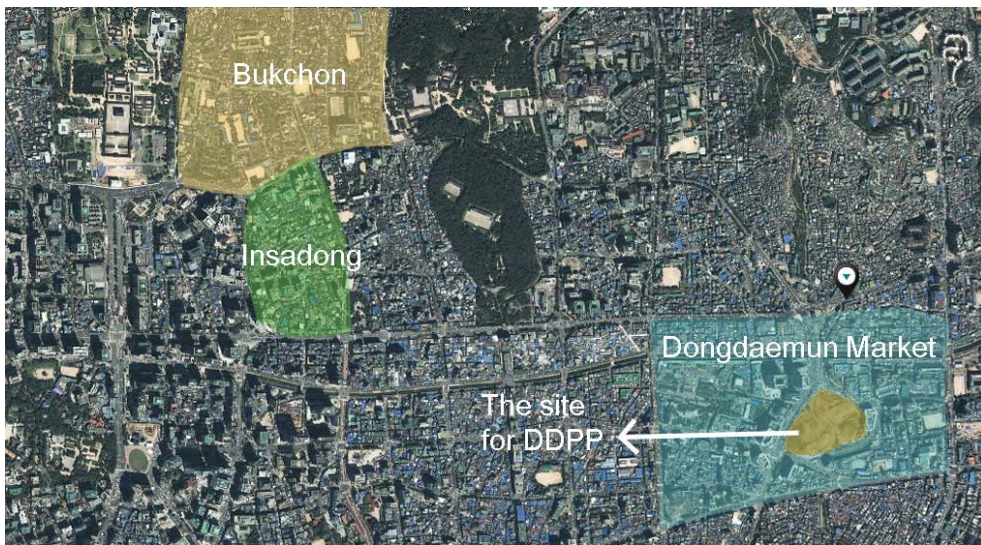 Bukchon
Insadong
Dongdaemun Market
The site
for DDPP